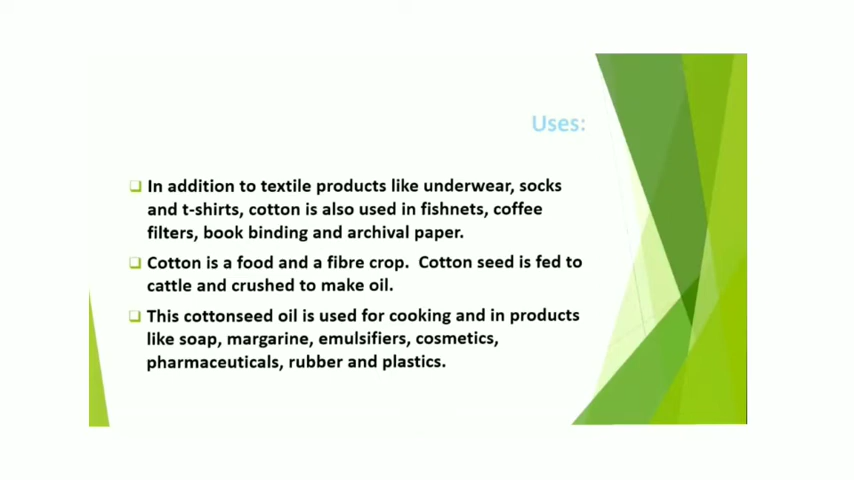 Uses:
In addition to textile products like underwear, socks
and t-shirts, cotton is also used in fishnets, coffee
filters, book binding and archival paper.
Cotton is a food and a fibre crop. Cotton seed is fed to
cattle and crushed to make oil.
This cottonseed oil is used for cooking and in products
like soap, margarine, emulsifiers, cosmetics,
pharmaceuticals, rubber and plastics.